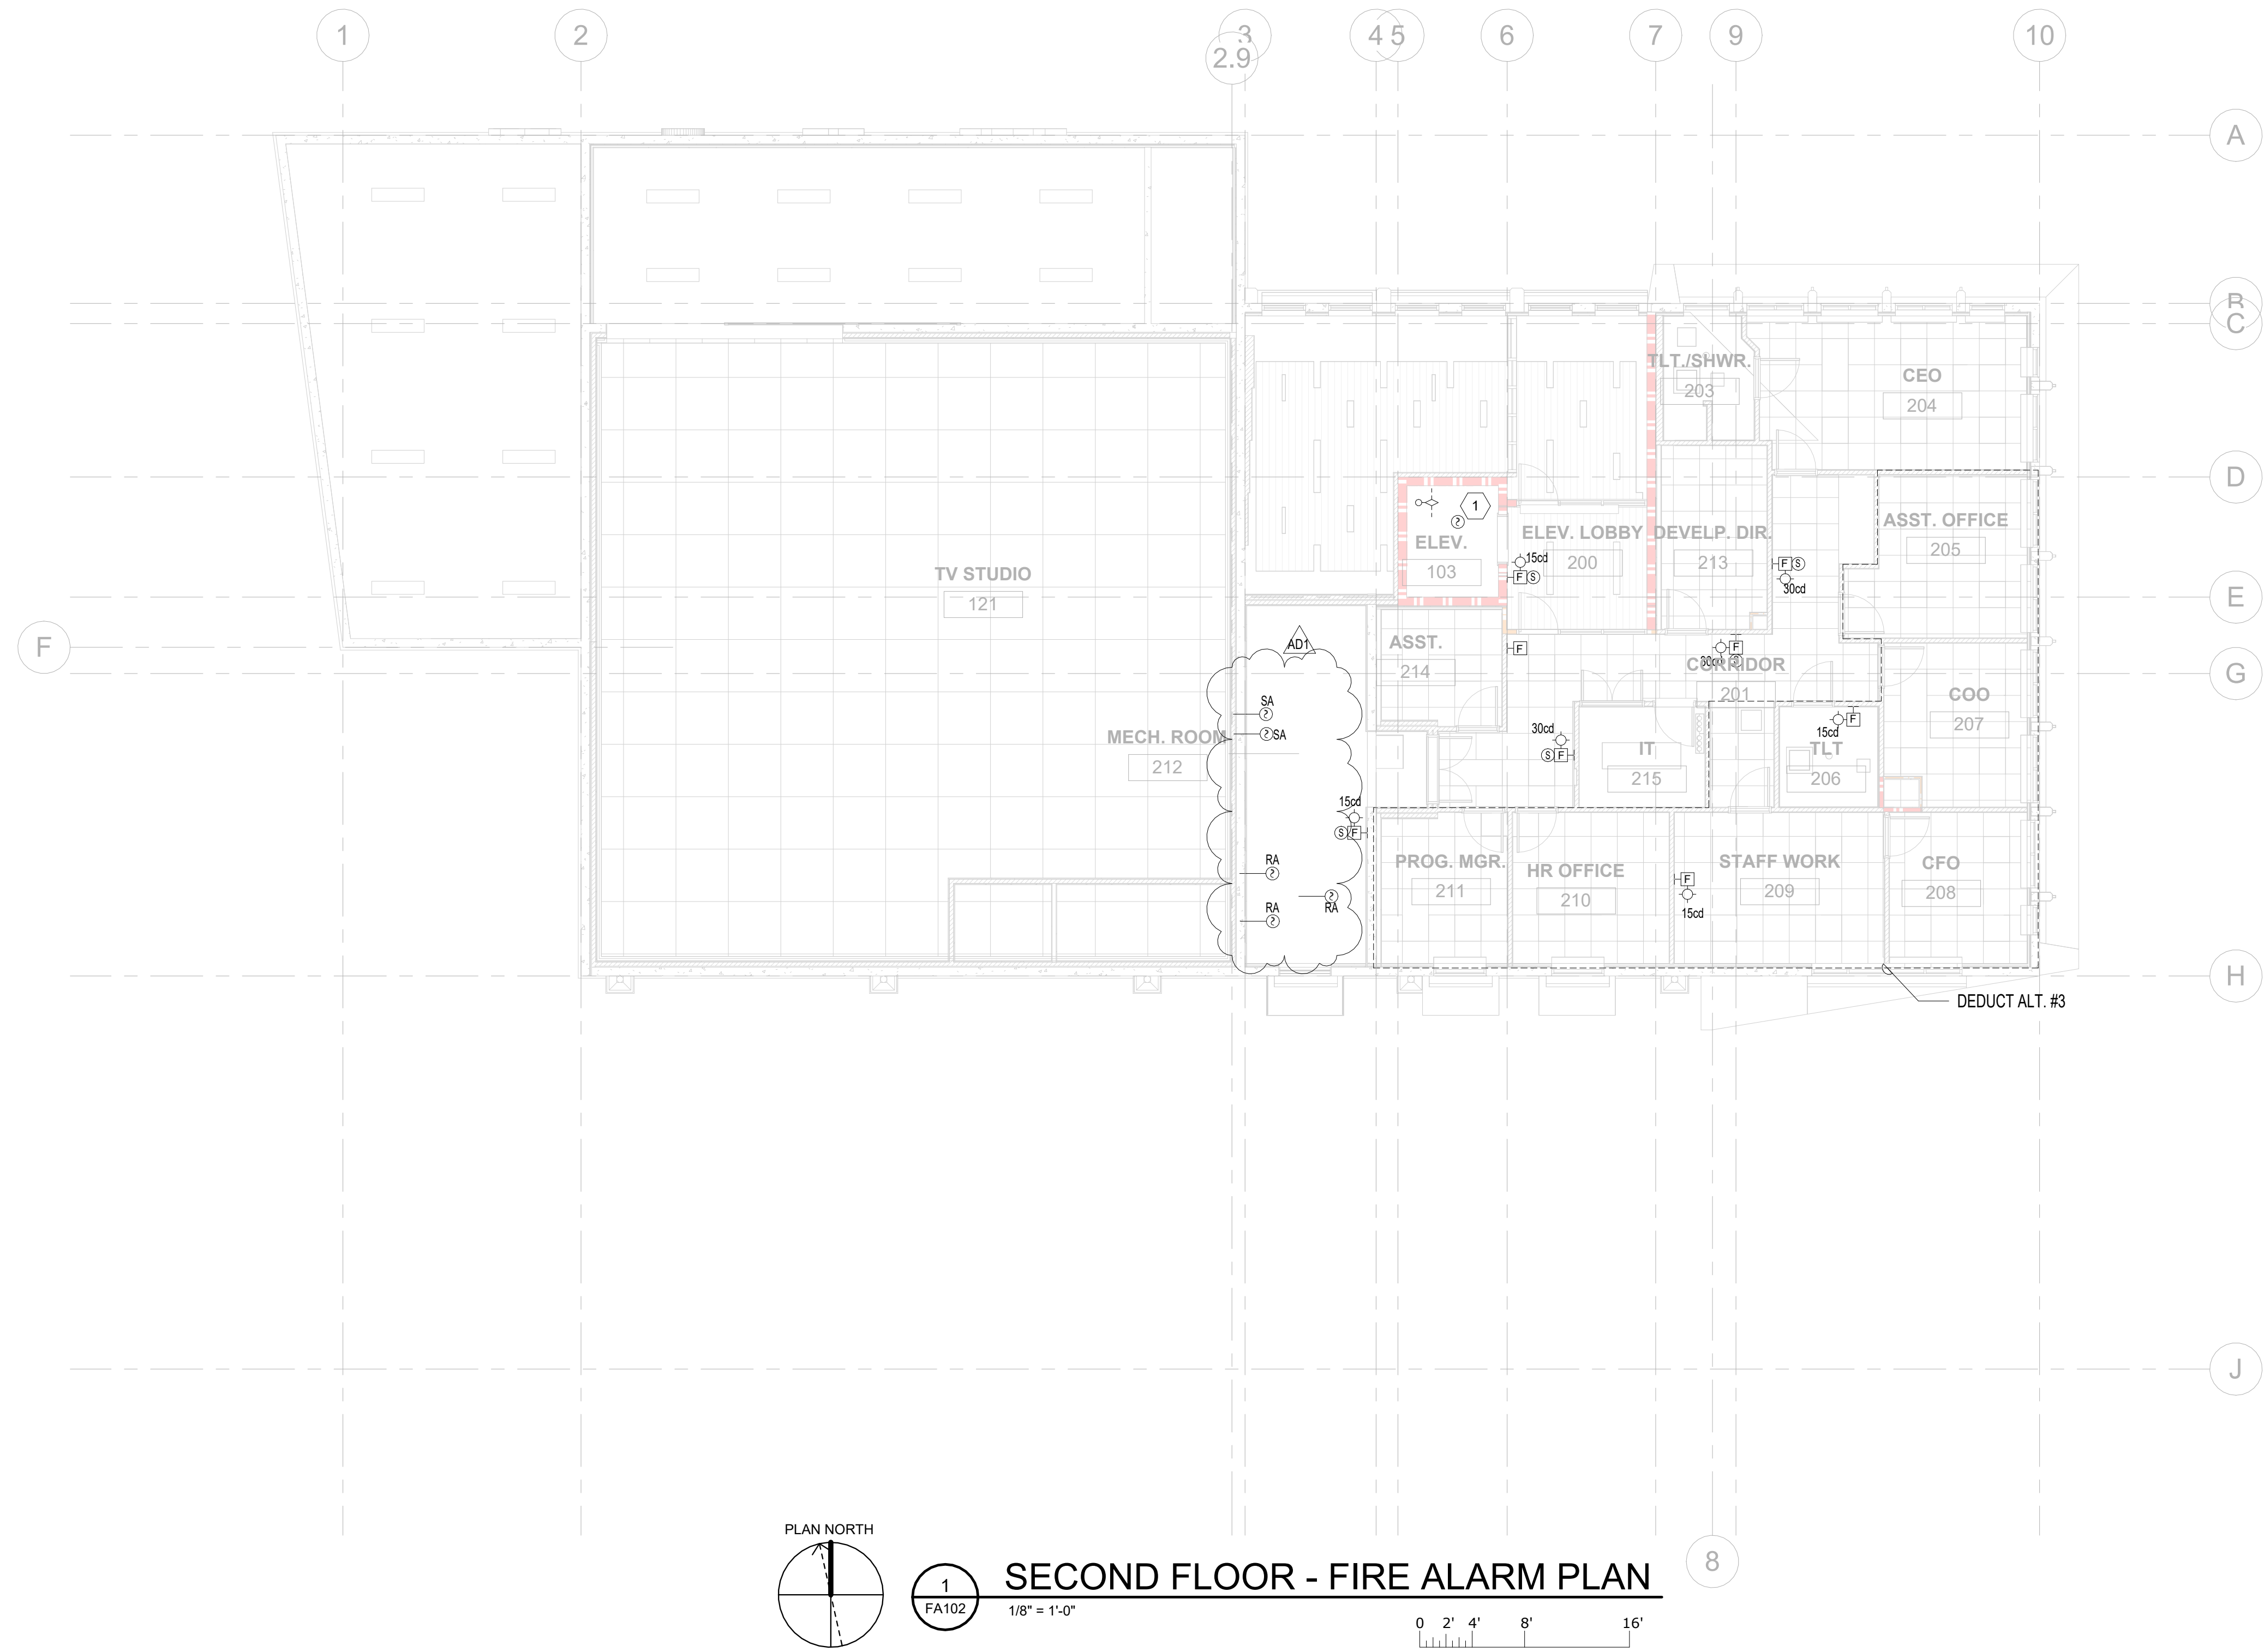 1
2
3
2.9
4
5
6
7
9
10
A
B
C
D
E
F
G
H
J
8
TLT./SHWR.
203
CEO
204
1
ELEV.
103
ELEV. LOBBY
200
15cd
F
S
DEVELP. DIR.
213
F
S
30cd
ASST. OFFICE
205
TV STUDIO
121
AD1
ASST.
214
F
F
S
CORRIDOR
201
COO
207
SA
SA
MECH. ROOM
212
30cd
S
F
IT
215
F
15cd
TLT
206
15cd
S
F
RA
RA
RA
PROG. MGR.
211
HR OFFICE
210
F
15cd
STAFF WORK
209
CFO
208
DEDUCT ALT. #3
PLAN NORTH
1
FA102
SECOND FLOOR - FIRE ALARM PLAN
1/8" = 1'-0"
0 2' 4' 8' 16'